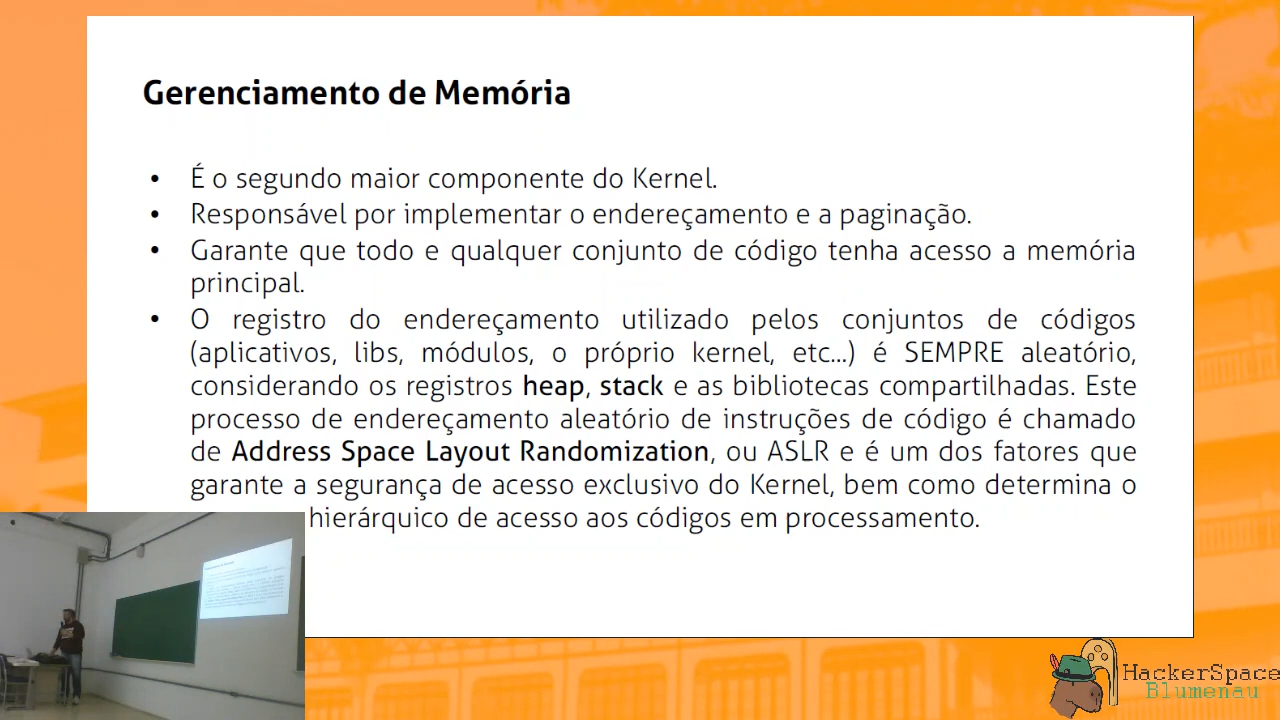 Gerenciamento de Memória
• É o segundo maior componente do Kernel.
• Responsável por implementar o endereçamento e a paginação.
• Garante que todo e qualquer conjunto de código tenha acesso a memória
principal.
• O registro do endereçamento utilizado pelos conjuntos de códigos
(aplicativos, libs, módulos, o próprio kernel, etc...) é SEMPRE aleatório,
considerando os registros heap, stack e as bibliotecas compartilhadas. Este
processo de endereçamento aleatório de instruções de código é chamado
de Address Space Layout Randomization, ou ASLR e é um dos fatores que
garante a segurança de acesso exclusivo do Kernel, bem como determina o
hierárquico de acesso aos códigos em processamento.
HackerSpace
Blumenau